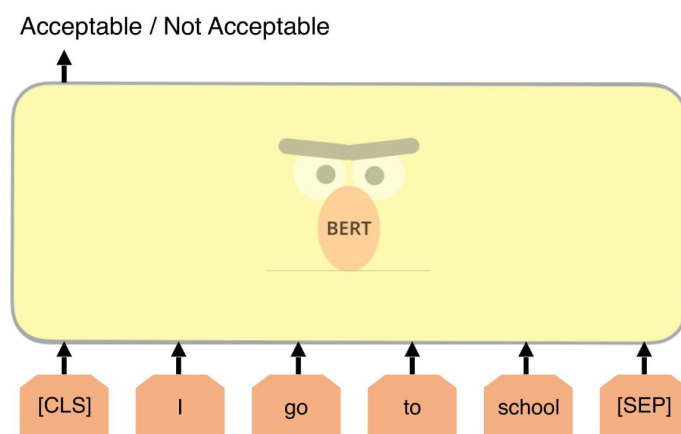 Acceptable / Not Acceptable
BERT
[CLS] I go to school [SEP]